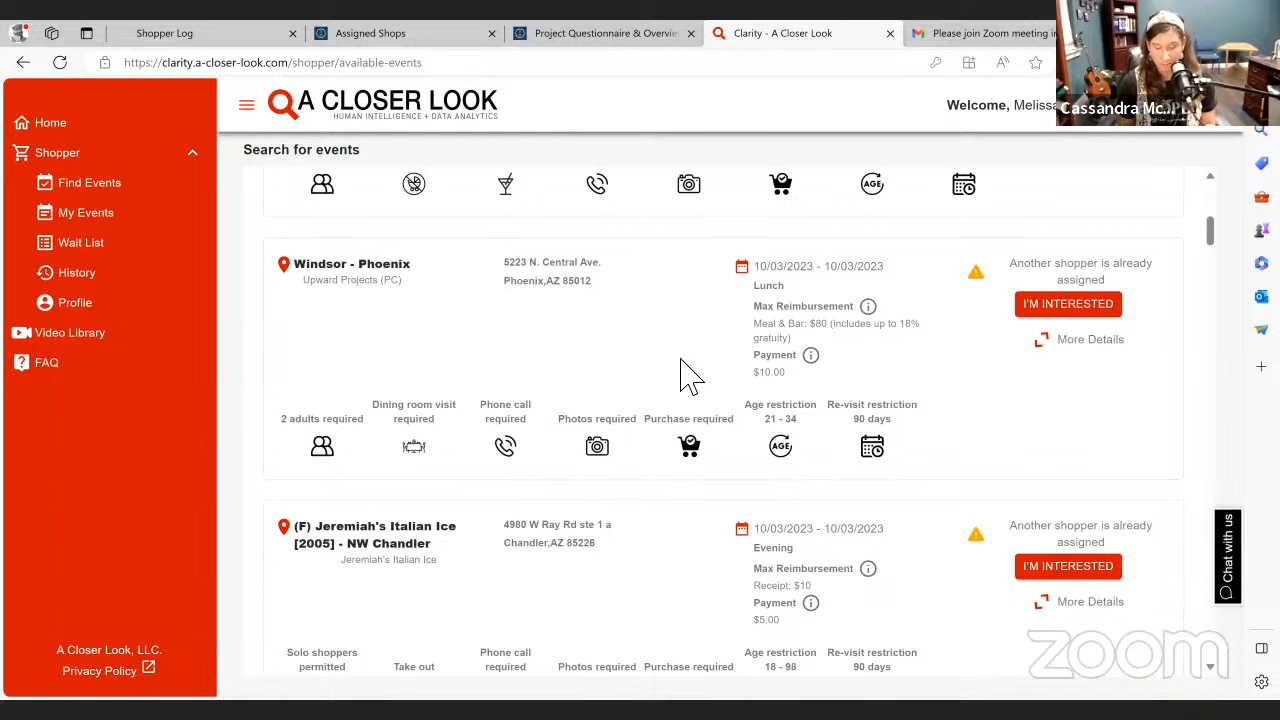 Shopper Log
Assigned Shops
Project Questionnaire & Overvie
Clarity - A Closer Look
Please join Zoom meeting in
https://clarity.a-closer-look.com/shopper/available-events
Cassandra Mc...
Home
Shopper
Find Events
My Events
Wait List
History
Profile
Video Library
FAQ
A Closer Look, LLC.
Privacy Policy
A CLOSER LOOK
HUMAN INTELLIGENCE + DATA ANALYTICS
Welcome, Melissa
Search for events
AGE
Windsor - Phoenix
Upward Projects (PC)
5223 N. Central Ave.
Phoenix,AZ 85012
10/03/2023 - 10/03/2023
Lunch
Max Reimbursement
Meal & Bar: $80 (includes up to 18%
gratuity)
Payment
$10.00
Another shopper is already
assigned
I'M INTERESTED
More Details
2 adults required
Dining room visit
required
Phone call
required
Photos required
Purchase required
Age restriction
21 - 34
Re-visit restriction
90 days
AGE
(F) Jeremiah's Italian Ice
[2005] - NW Chandler
Jeremiah's Italian Ice
4980 W Ray Rd ste 1 a
Chandler,AZ 85226
10/03/2023 - 10/03/2023
Evening
Max Reimbursement
Receipt: $10
Payment
$5.00
Another shopper is already
assigned
I'M INTERESTED
More Details
Solo shoppers
permitted
Take out
Phone call
required
Photos required
Purchase required
Age restriction
18 - 98
Re-visit restriction
90 days
Chat with us
zoom